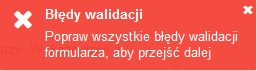 Błędy walidacji
Popraw wszystkie błędy walidacji
formularza, aby przejść dalej